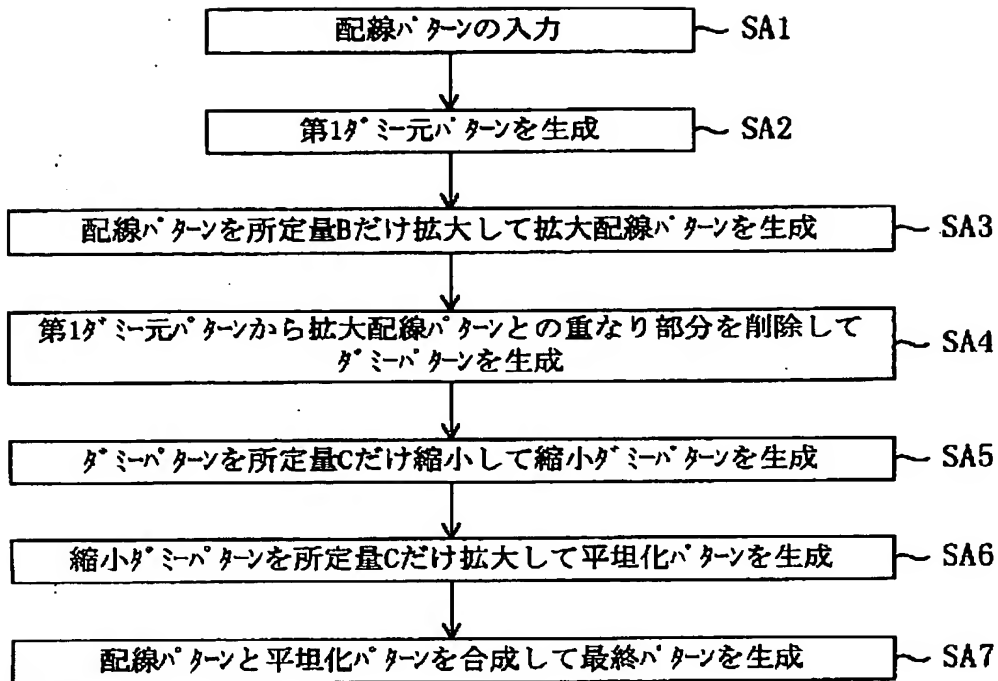 配線ﾊﾟﾀｰﾝの入力 SA1
第1ﾀﾞﾐｰ元ﾊﾟﾀｰﾝを生成 SA2
配線ﾊﾟﾀｰﾝを所定量Bだけ拡大して拡大配線ﾊﾟﾀｰﾝを生成 SA3
第1ﾀﾞﾐｰ元ﾊﾟﾀｰﾝから拡大配線ﾊﾟﾀｰﾝとの重なり部分を削除して
ﾀﾞﾐｰﾊﾟﾀｰﾝを生成 SA4
ﾀﾞﾐｰﾊﾟﾀｰﾝを所定量Cだけ縮小して縮小ﾀﾞﾐｰﾊﾟﾀｰﾝを生成 SA5
縮小ﾀﾞﾐｰﾊﾟﾀｰﾝを所定量Cだけ拡大して平坦化ﾊﾟﾀｰﾝを生成 SA6
配線ﾊﾟﾀｰﾝと平坦化ﾊﾟﾀｰﾝを合成して最終ﾊﾟﾀｰﾝを生成 SA7